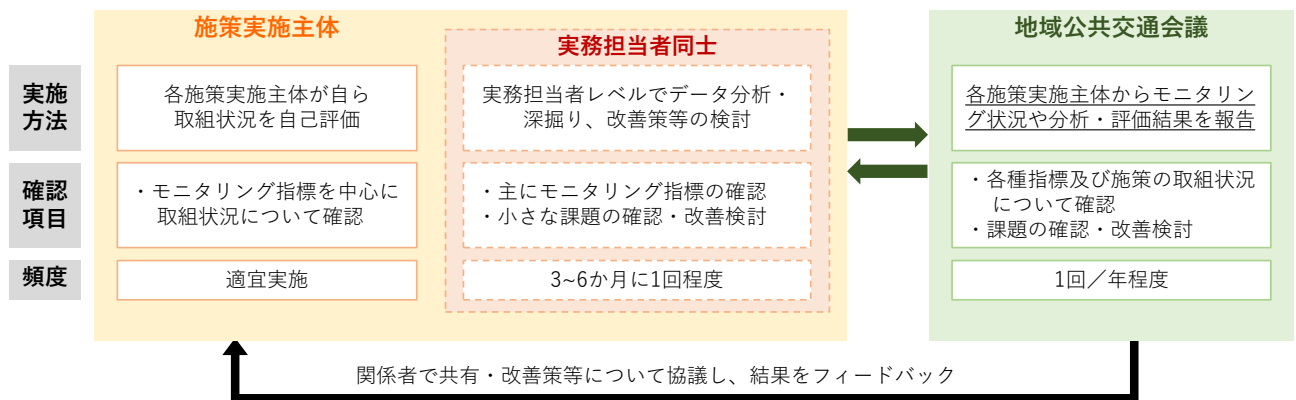 施策実施主体
実務担当者同士
地域公共交通会議
実施
方法
各施策実施主体が自ら
取組状況を自己評価
実務担当者レベルでデータ分析・
深掘り、改善策等の検討
各施策実施主体からモニタリン
グ状況や分析・評価結果を報告
確認
項目
・モニタリング指標を中心に
取組状況について確認
・主にモニタリング指標の確認
・小さな課題の確認・改善検討
・各種指標及び施策の取組状況
について確認
・課題の確認・改善検討
頻度
適宜実施
3~6か月に1回程度
1回／年程度
関係者で共有・改善策等について協議し、結果をフィードバック